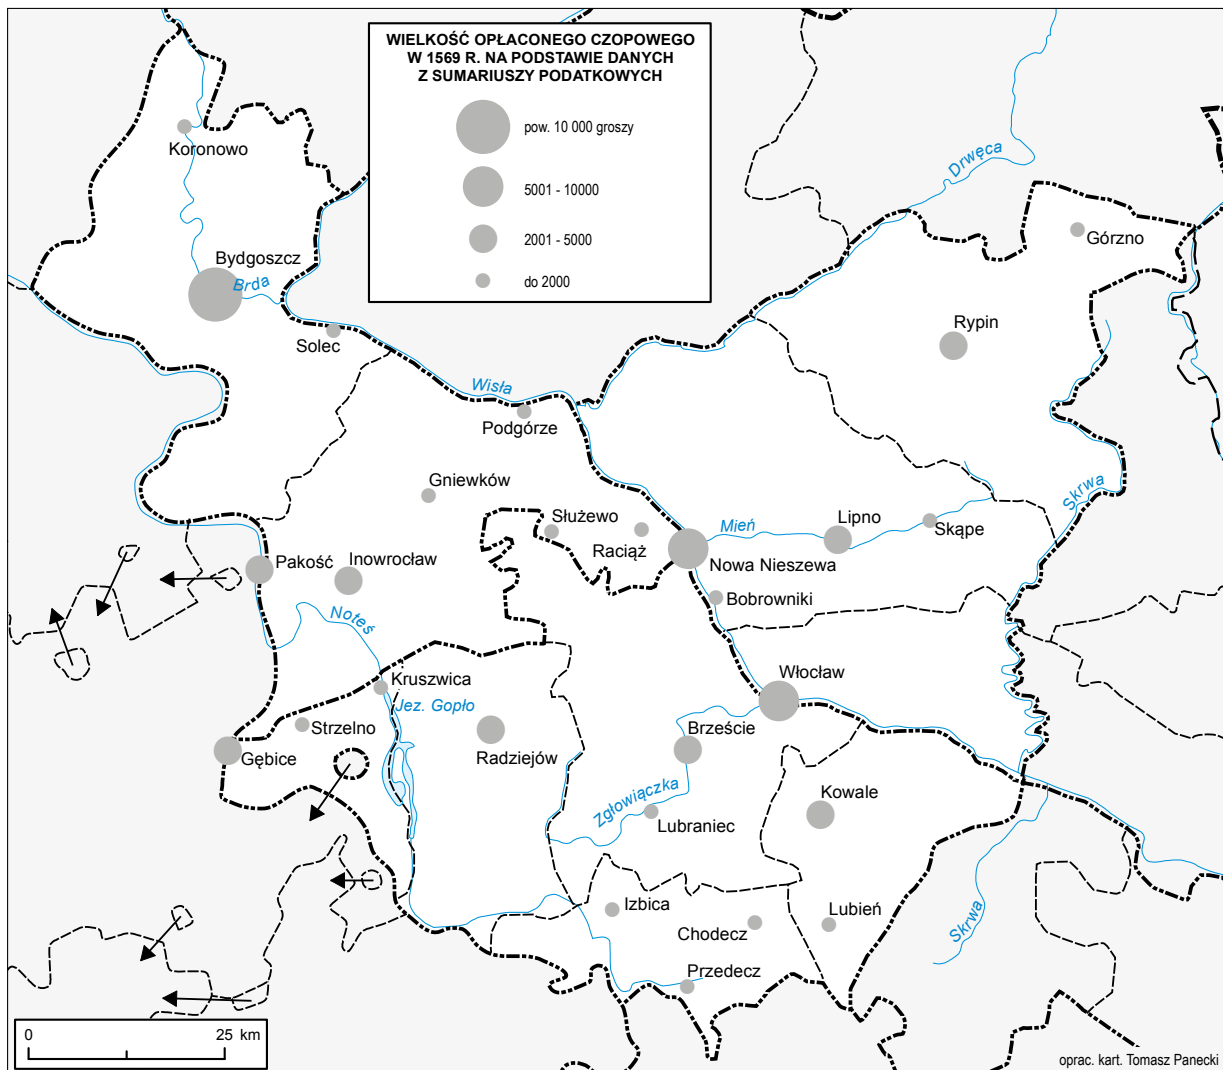 WIELKOŚĆ OPŁACONEGO CZOPOWEGO
W 1569 R. NA PODSTAWIE DANYCH
Z SUMARIUSZY PODATKOWYCH
pow. 10 000 groszy
5001 - 10000
2001 - 5000
do 2000
Koronowo
Drwęca
Górzno
Bydgoszcz
Brda
Solec
Rypin
Wisła
Podgórze
Gniewków
Służewo
Raciąż
Mień
Lipno
Skąpe
Skrwa
Pakość
Inowrocław
Nowa Nieszewa
Bobrowniki
Noteś
Kruszwica
Jez. Gopło
Włocław
Strzelno
Gębice
Radziejów
Brzeście
Zgłowiączka
Kowale
Lubraniec
Izbica
Chodecz
Lubień
Skrwa
Przedecz
0 25 km
oprac. kart. Tomasz Panecki